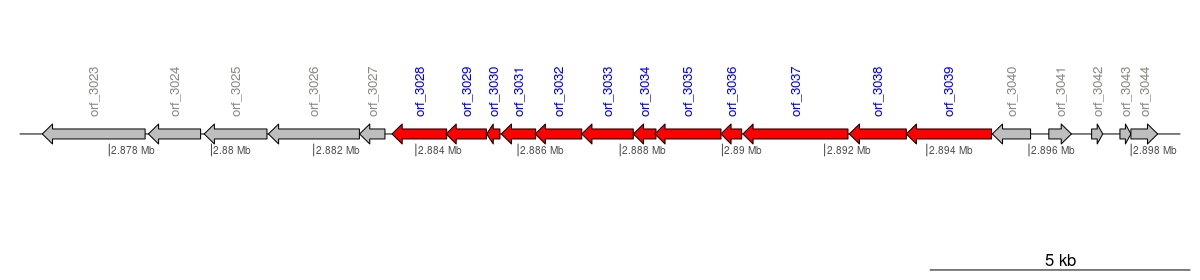 orf_3023 orf_3024 orf_3025 orf_3026 orf_3027 orf_3028 orf_3029 orf_3030 orf_3031 orf_3032 orf_3033 orf_3034 orf_3035 orf_3036 orf_3037 orf_3038 orf_3039 orf_3040 orf_3041 orf_3042 orf_3043 orf_3044
2.878 Mb 2.88 Mb 2.882 Mb 2.884 Mb 2.886 Mb 2.888 Mb 2.89 Mb 2.892 Mb 2.894 Mb 2.896 Mb 2.898 Mb
5 kb